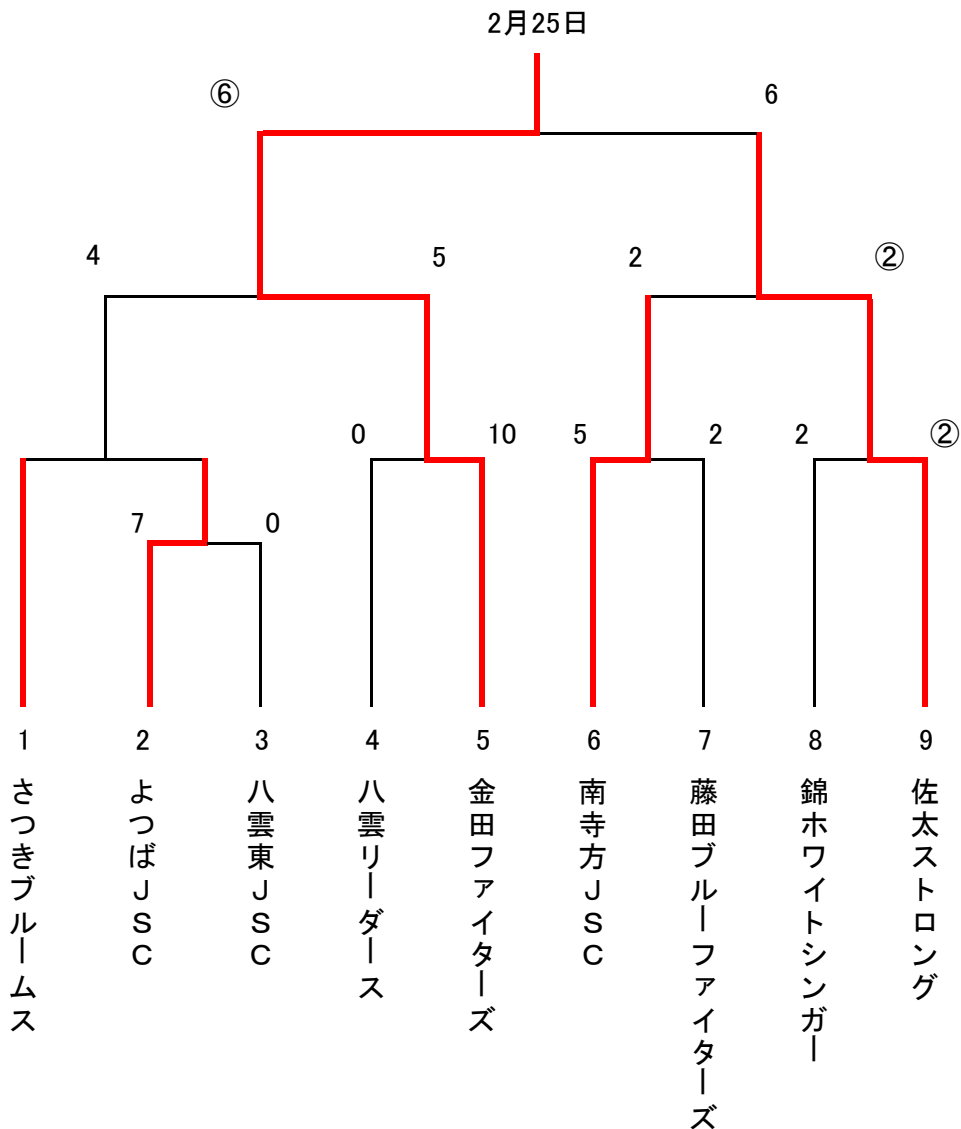 2月25日
⑥
6
4
5
2
②
0
10
5
2
2
②
7
0
1
2
3
4
5
6
7
8
9
さつきブルームス
よつばJSC
八雲東JSC
八雲リーダース
金田ファイターズ
南寺方JSC
藤田ブルーファイターズ
錦ホワイトシンガー
佐太ストロング